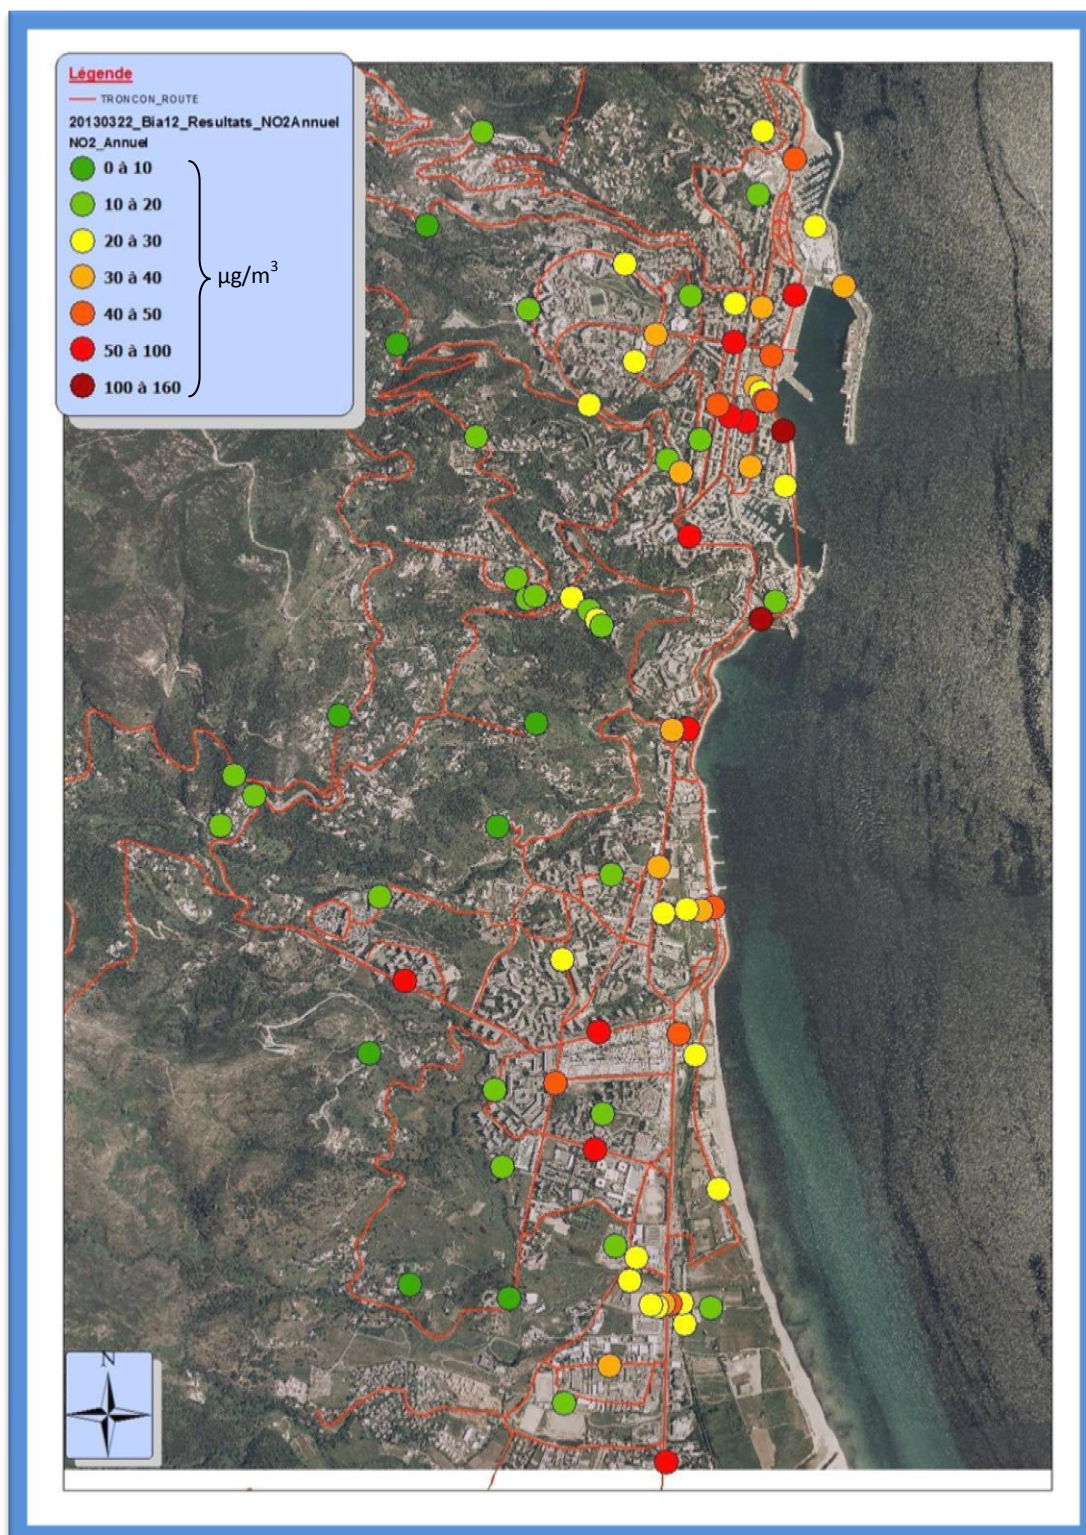 Légende
TRONCON_ROUTE
20130322_Bia12_Resultats_NO2Annuel
NO2_Annuel
0 à 10
10 à 20
20 à 30
30 à 40
40 à 50
50 à 100
100 à 160
µg/m³
N